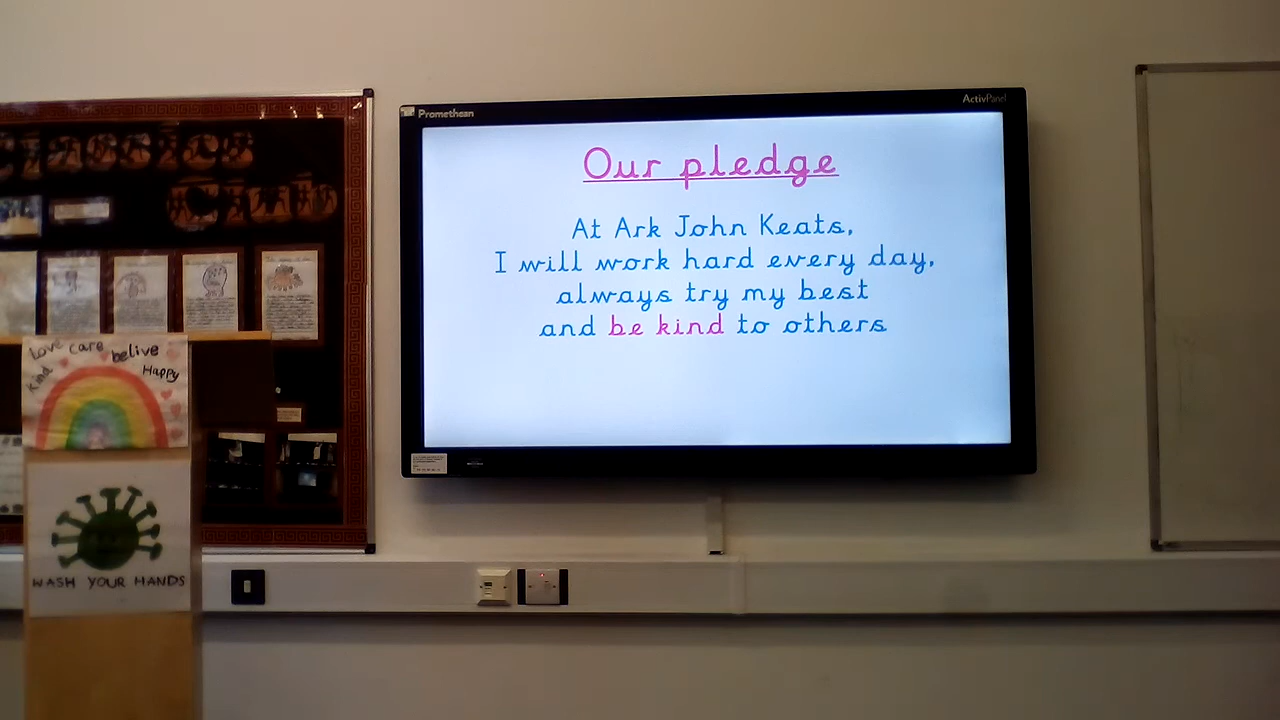 Promethean
ActivPanel
Our pledge
At Ark John Keats,
I will work hard every day,
always try my best
and be kind to others
Love care belive
Kind
Happy
WASH YOUR HANDS